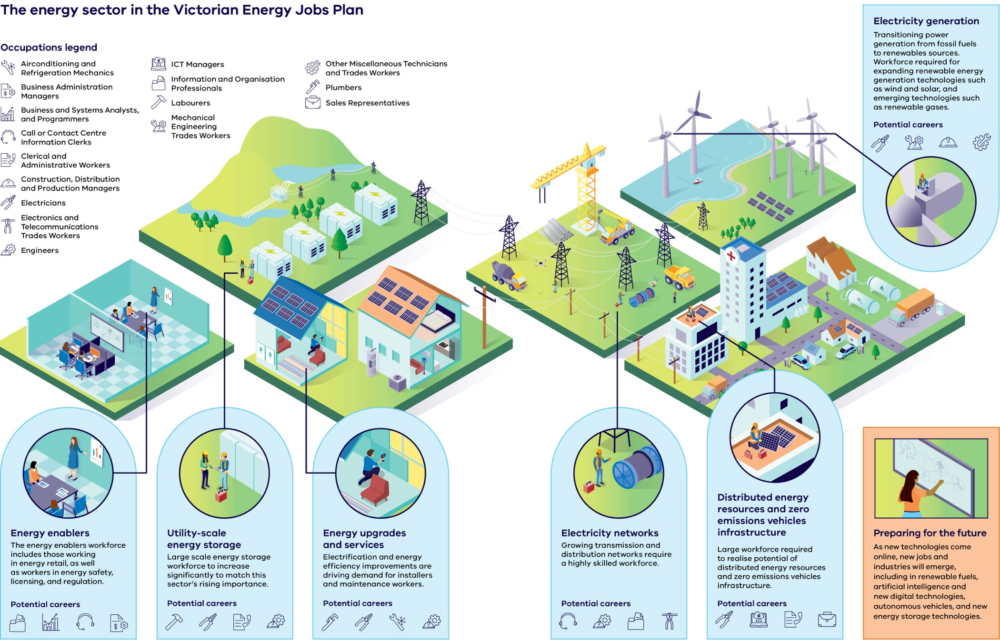 The energy sector in the Victorian Energy Jobs Plan
Occupations legend
Airconditioning and
Refrigeration Mechanics
Business Administration
Managers
Business and Systems Analysts,
and Programmers
Call or Contact Centre
Information Clerks
Clerical and
Administrative Workers
Construction, Distribution
and Production Managers
Electricians
Electronics and
Telecommunications
Trades Workers
Engineers
ICT Managers
Information and Organisation
Professionals
Labourers
Mechanical
Engineering
Trades Workers
Other Miscellaneous Technicians
and Trades Workers
Plumbers
Sales Representatives
Electricity generation
Transitioning power
generation from fossil fuels
to renewables sources.
Workforce required for
expanding renewable energy
generation technologies such
as wind and solar, and
emerging technologies such
as renewable gases.
Potential careers
H₂
Energy enablers
The energy enablers workforce
includes those working
in energy retail, as well
as workers in energy safety,
licensing, and regulation.
Potential careers
Utility-scale
energy storage
Large scale energy storage
workforce to increase
significantly to match this
sector's rising importance.
Potential careers
Energy upgrades
and services
Electrification and energy
efficiency improvements are
driving demand for installers
and maintenance workers.
Potential careers
Electricity networks
Growing transmission and
distribution networks require
a highly skilled workforce.
Potential careers
Distributed energy
resources and zero
emissions vehicles
infrastructure
Large workforce required
to realise potential of
distributed energy resources
and zero emissions vehicles
infrastructure.
Potential careers
Preparing for the future
As new technologies come
online, new jobs and
industries will emerge,
including in renewable fuels,
artificial intelligence and
new digital technologies,
autonomous vehicles, and new
energy storage technologies.